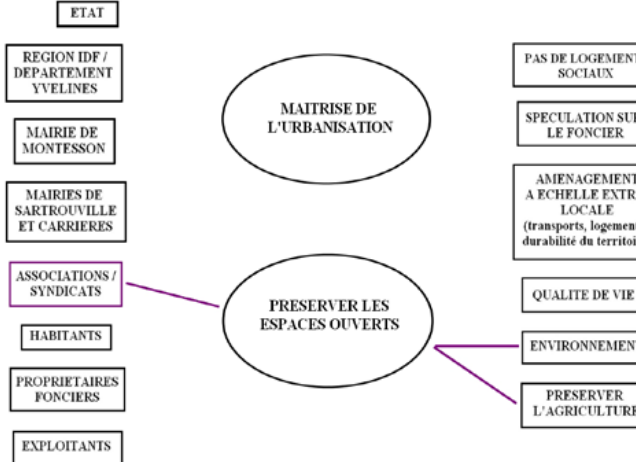 ETAT
REGION IDF /
DEPARTEMENT
YVELINES
MAIRIE DE
MONTESSON
MAIRIES DE
SARTROUVILLE
ET CARRIERES
ASSOCIATIONS /
SYNDICATS
HABITANTS
PROPRIETAIRES
FONCIERS
EXPLOITANTS
MAITRISE DE
L'URBANISATION
PRESERVER LES
ESPACES OUVERTS
PAS DE LOGEMENT
SOCIAUX
SPECULATION SUR
LE FONCIER
AMENAGEMENT
A ECHELLE EXTR
LOCALE
(transports, logement
durabilité du territoi
QUALITE DE VIE
ENVIRONNEMENT
PRESERVER
L'AGRICULTURE